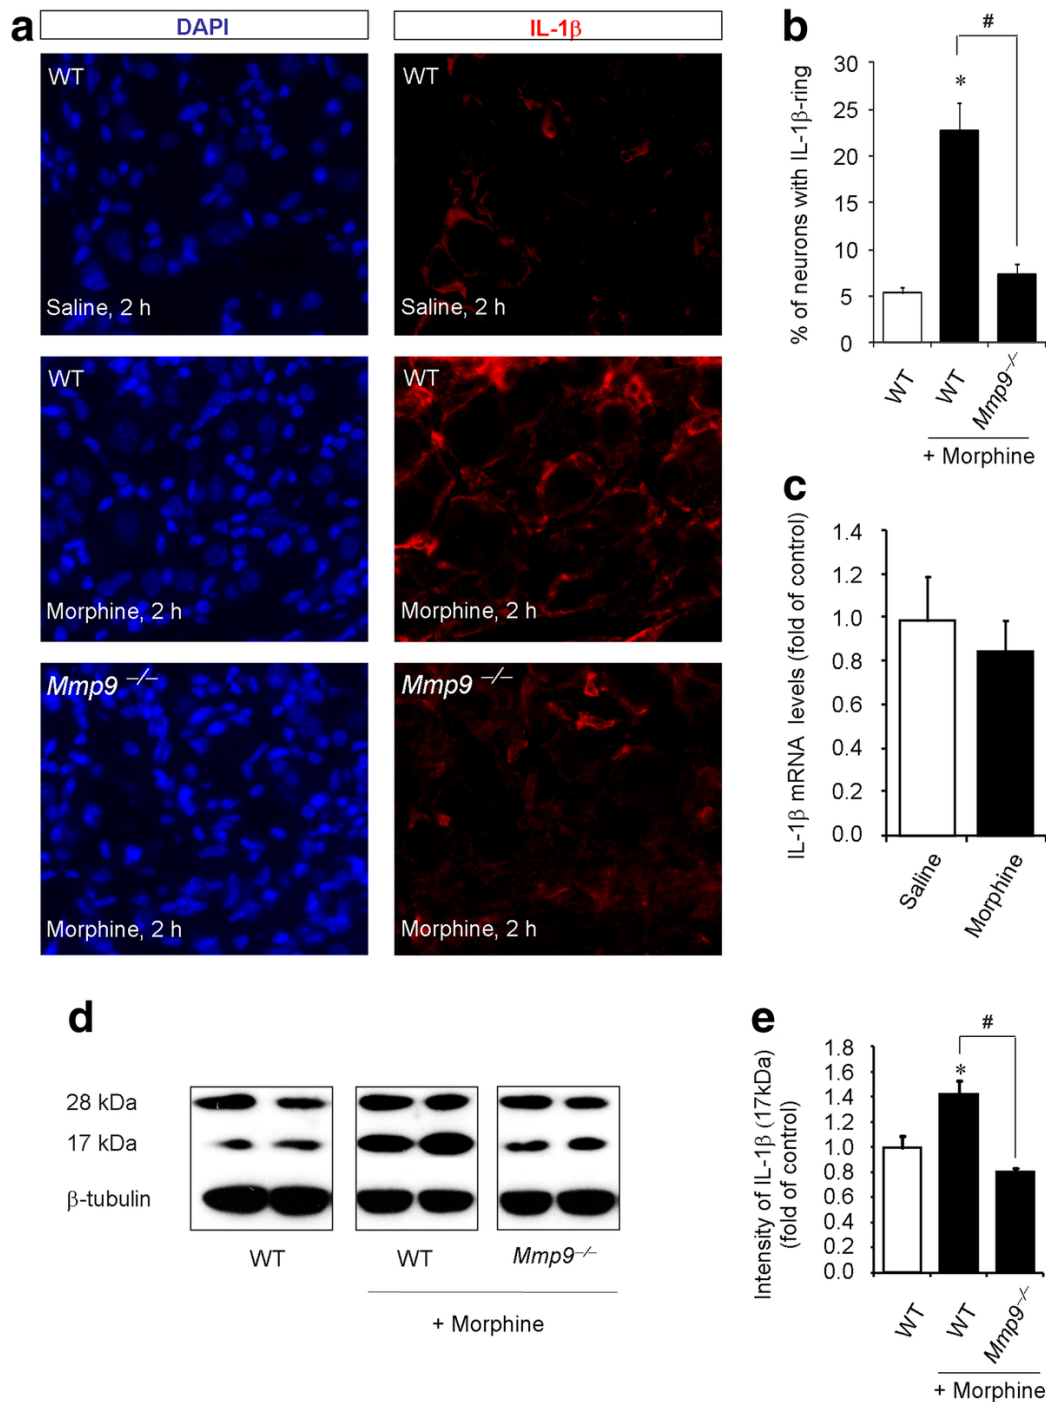 a
DAPI
IL-1β
WT
Saline, 2 h
WT
WT
Morphine, 2 h
WT
Morphine, 2 h
Mmp9 –/–
Morphine, 2 h
Mmp9 –/–
Morphine, 2 h
b
#
*
% of neurons with IL-1β-ring
30
25
20
15
10
5
0
WT
WT
Mmp9–/–
+ Morphine
c
IL-1β mRNA levels (fold of control)
1.4
1.2
1.0
0.8
0.6
0.4
0.2
0.0
Saline
Morphine
d
28 kDa
17 kDa
β-tubulin
WT
WT
Mmp9–/–
+ Morphine
e
#
*
Intensity of IL-1β (17kDa)
(fold of control)
1.8
1.6
1.4
1.2
1.0
0.8
0.6
0.4
0.2
0.0
WT
WT
Mmp9–/–
+ Morphine